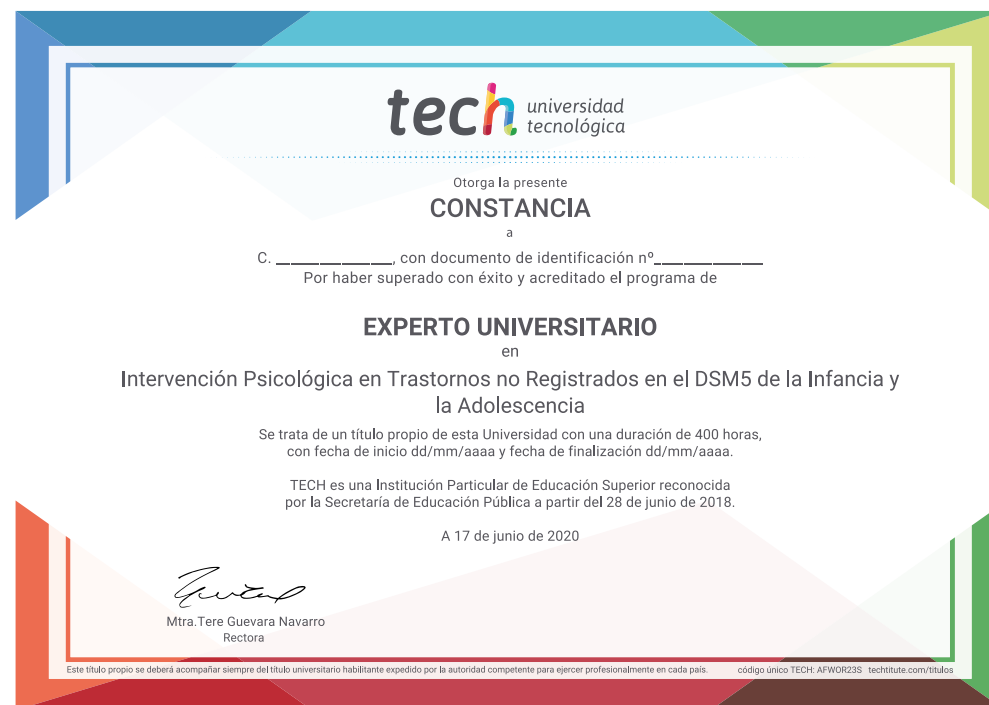 tech universidad
tecnológica
Otorga la presente
CONSTANCIA
a
C. ______________, con documento de identificación nº_____________
Por haber superado con éxito y acreditado el programa de
EXPERTO UNIVERSITARIO
en
Intervención Psicológica en Trastornos no Registrados en el DSM5 de la Infancia y
la Adolescencia
Se trata de un título propio de esta Universidad con una duración de 400 horas,
con fecha de inicio dd/mm/aaaa y fecha de finalización dd/mm/aaaa.
TECH es una Institución Particular de Educación Superior reconocida
por la Secretaría de Educación Pública a partir del 28 de junio de 2018.
A 17 de junio de 2020
Mtra.Tere Guevara Navarro
Rectora
Este título propio se deberá acompañar siempre del título universitario habilitante expedido por la autoridad competente para ejercer profesionalmente en cada país. código único TECH: AFWOR23S techtitute.com/titulos